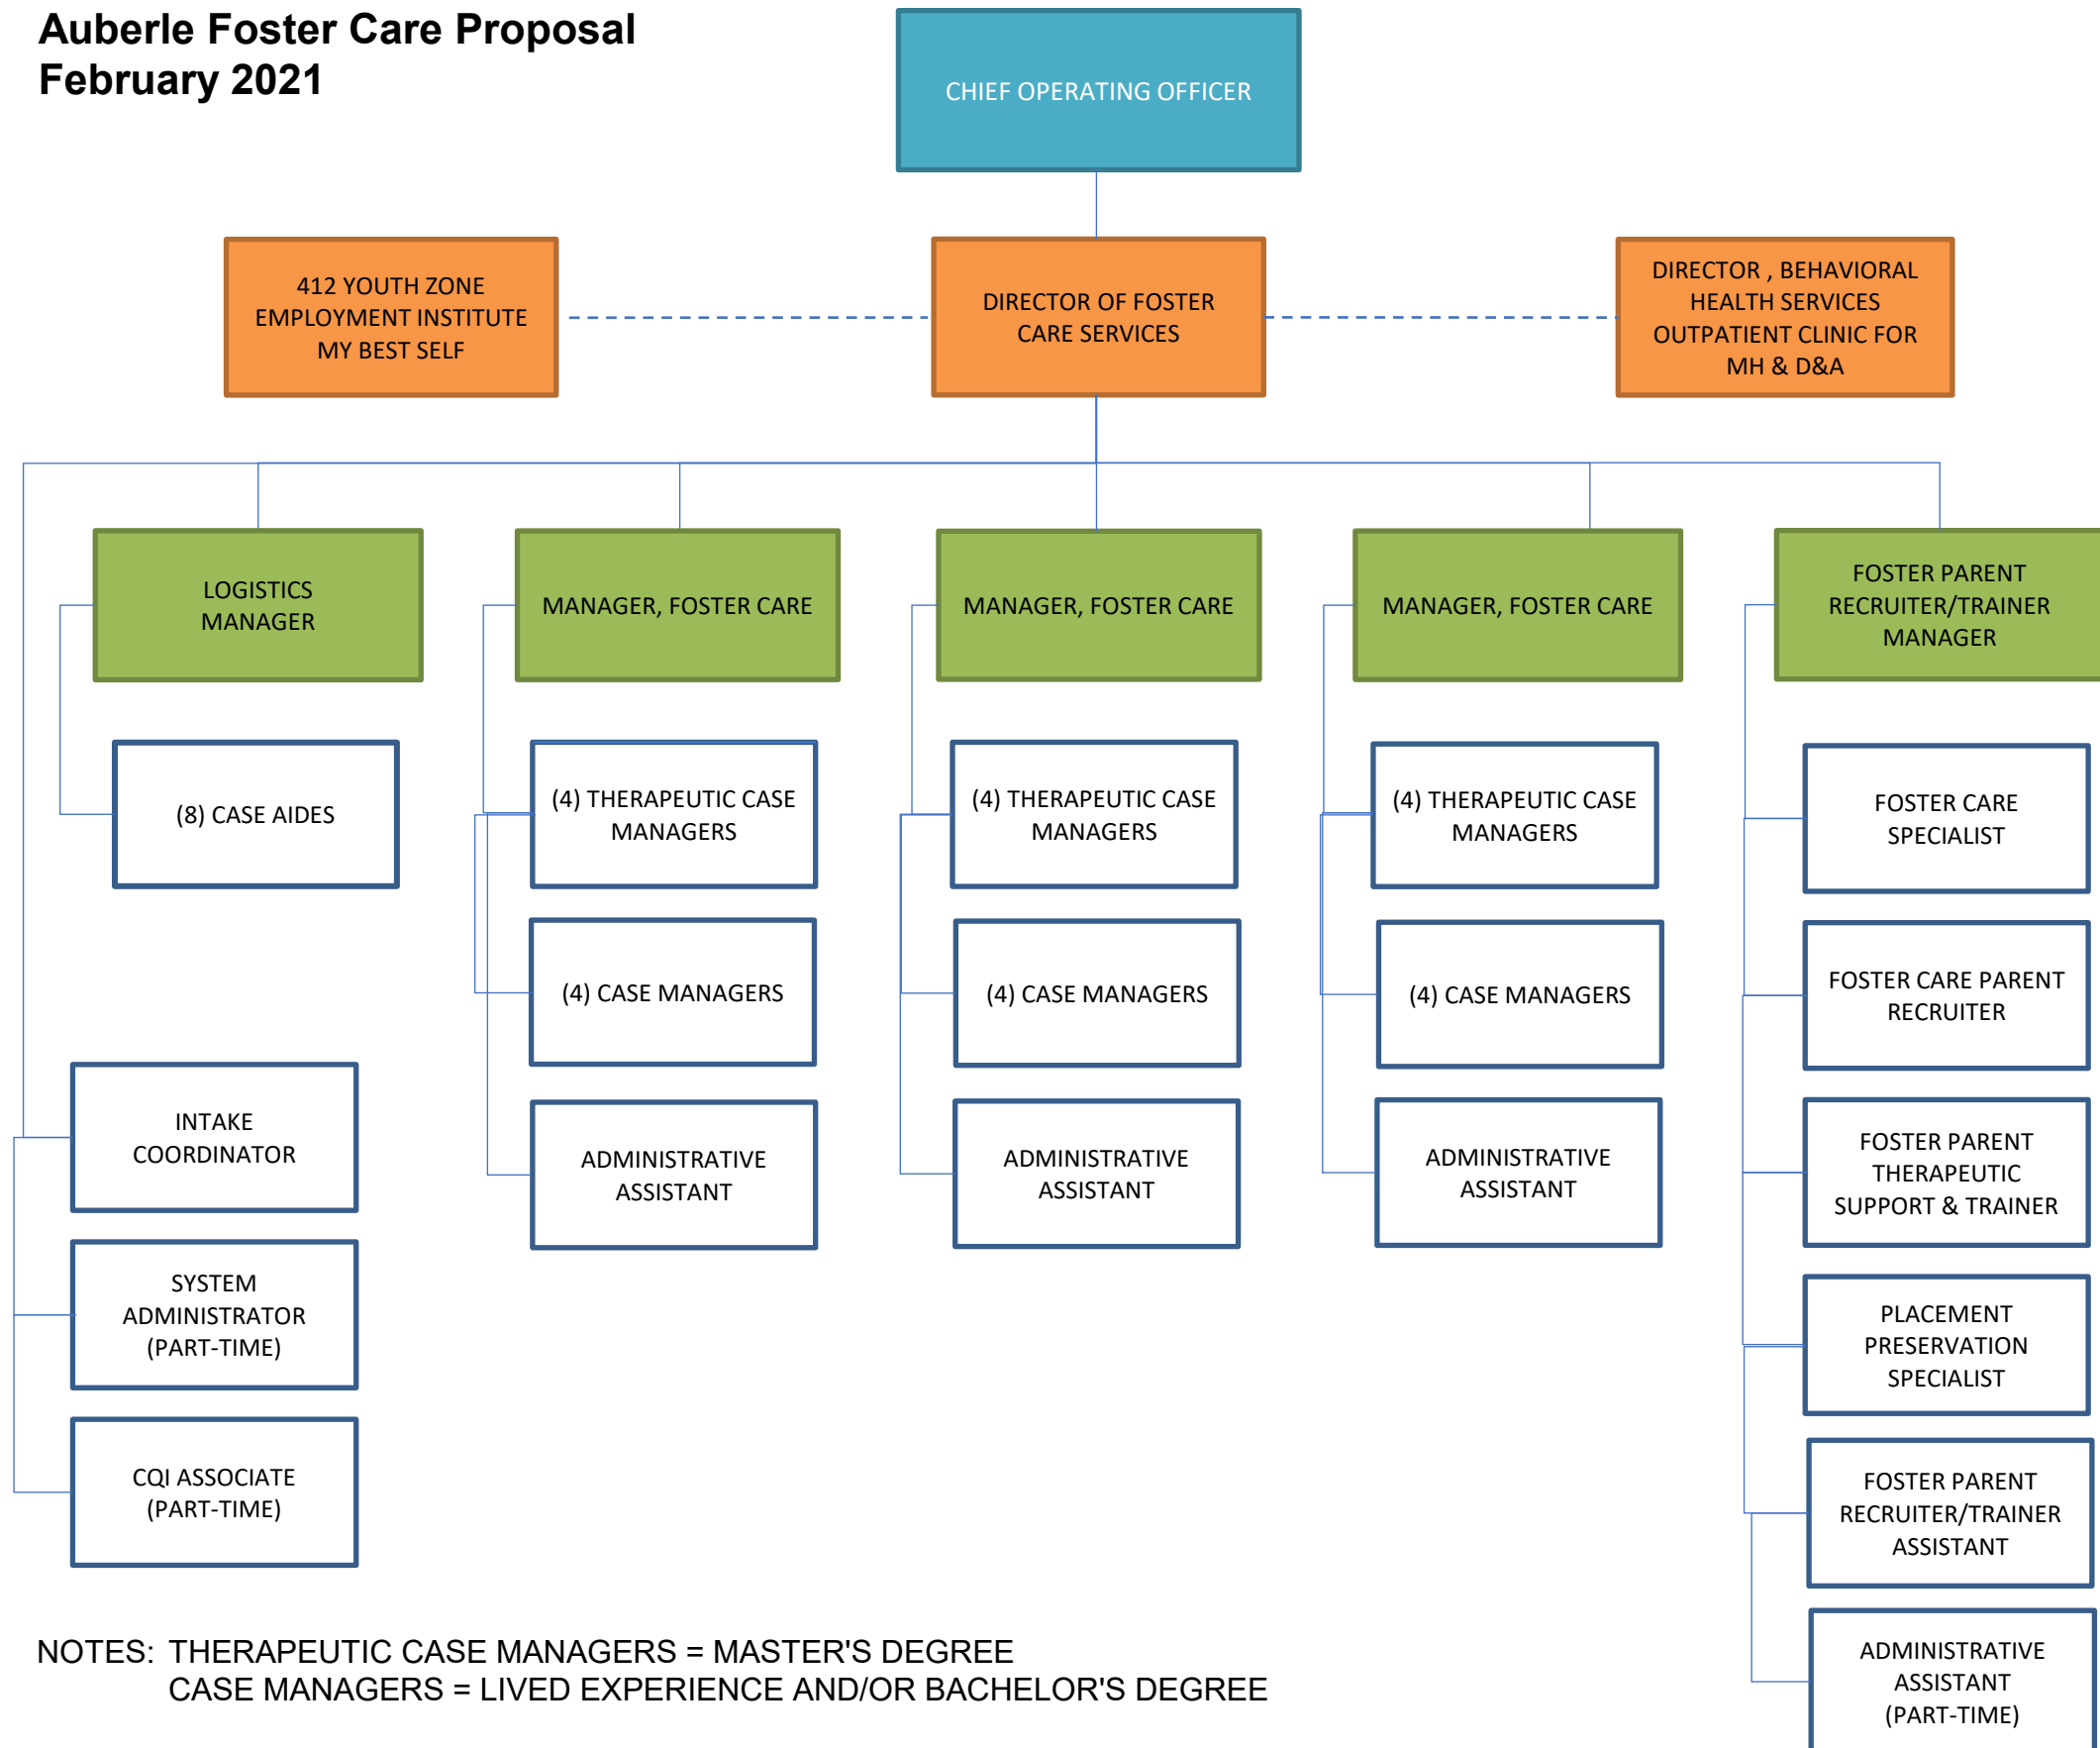 Auberle Foster Care Proposal
February 2021
CHIEF OPERATING OFFICER
412 YOUTH ZONE
EMPLOYMENT INSTITUTE
MY BEST SELF
DIRECTOR OF FOSTER
CARE SERVICES
DIRECTOR , BEHAVIORAL
HEALTH SERVICES
OUTPATIENT CLINIC FOR
MH & D&A
LOGISTICS
MANAGER
MANAGER, FOSTER CARE
MANAGER, FOSTER CARE
MANAGER, FOSTER CARE
FOSTER PARENT
RECRUITER/TRAINER
MANAGER
(8) CASE AIDES
(4) THERAPEUTIC CASE
MANAGERS
(4) THERAPEUTIC CASE
MANAGERS
(4) THERAPEUTIC CASE
MANAGERS
FOSTER CARE
SPECIALIST
(4) CASE MANAGERS
(4) CASE MANAGERS
(4) CASE MANAGERS
FOSTER CARE PARENT
RECRUITER
INTAKE
COORDINATOR
ADMINISTRATIVE
ASSISTANT
ADMINISTRATIVE
ASSISTANT
ADMINISTRATIVE
ASSISTANT
FOSTER PARENT
THERAPEUTIC
SUPPORT & TRAINER
SYSTEM
ADMINISTRATOR
(PART-TIME)
PLACEMENT
PRESERVATION
SPECIALIST
CQI ASSOCIATE
(PART-TIME)
FOSTER PARENT
RECRUITER/TRAINER
ASSISTANT
ADMINISTRATIVE
ASSISTANT
(PART-TIME)
NOTES: THERAPEUTIC CASE MANAGERS = MASTER'S DEGREE
CASE MANAGERS = LIVED EXPERIENCE AND/OR BACHELOR'S DEGREE